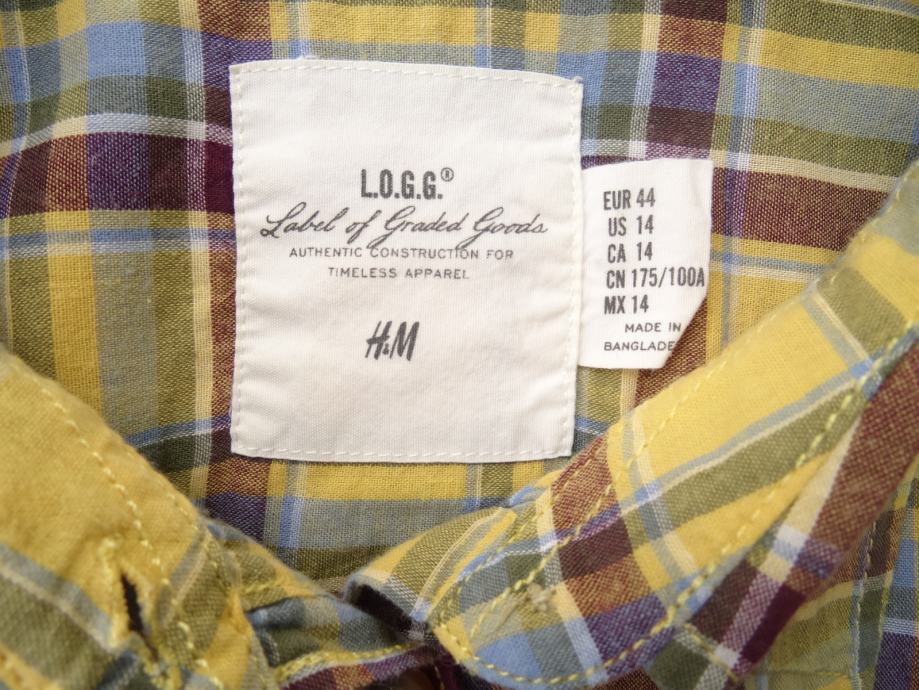 L.O.G.G.®
Label of Graded Goods
AUTHENTIC CONSTRUCTION FOR
TIMELESS APPAREL
H&M
EUR 44
US 14
CA 14
CN 175/100A
MX 14
MADE IN
BANGLADE